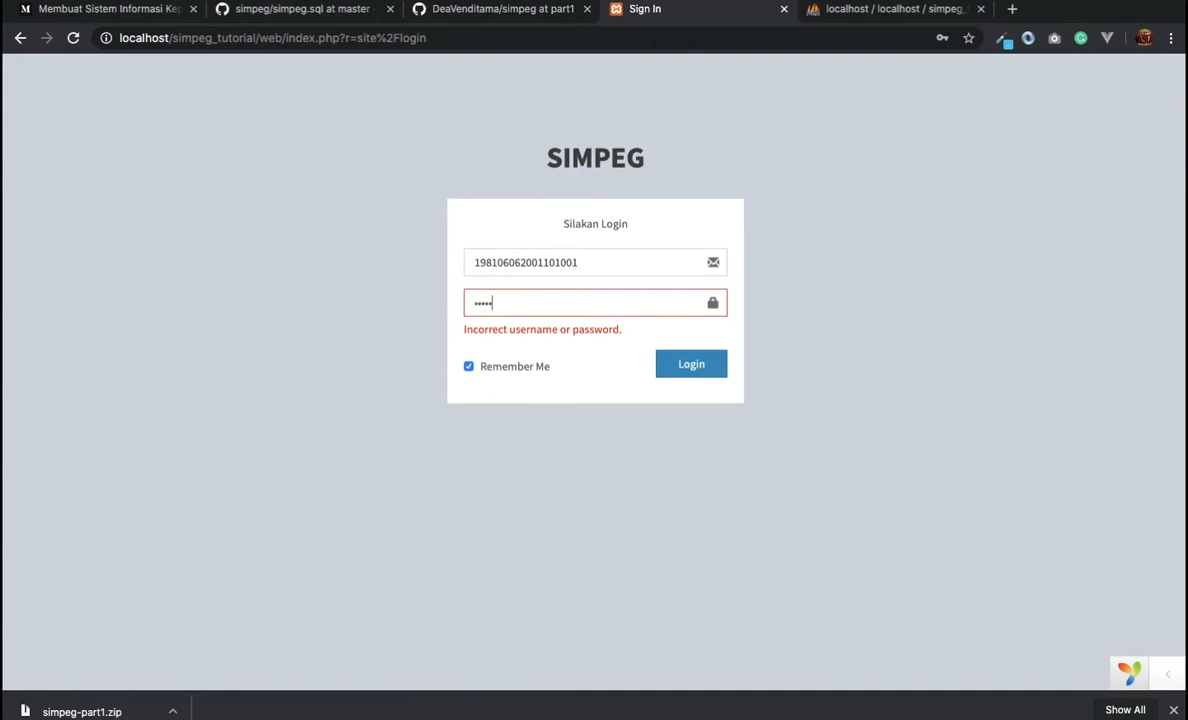 Membuat Sistem Informasi Kep
simpeg/simpeg.sql at master
DeaVenditama/simpeg at part1
Sign In
localhost / localhost / simpeg_
localhost/simpeg_tutorial/web/index.php?r=site%2Flogin
SIMPEG
Silakan Login
198106062001101001
•••••
Incorrect username or password.
Remember Me
Login
simpeg-part1.zip
Show All